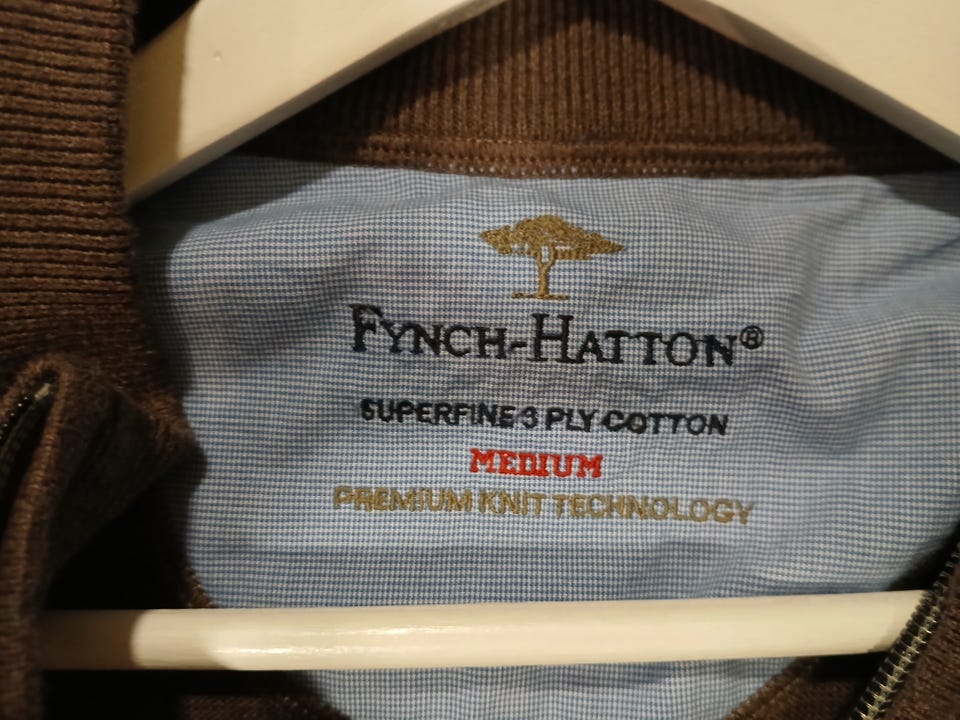 FYNCH-HATTON®
SUPERFINE 3 PLY COTTON
MEDIUM
PREMIUM KNIT TECHNOLOGY